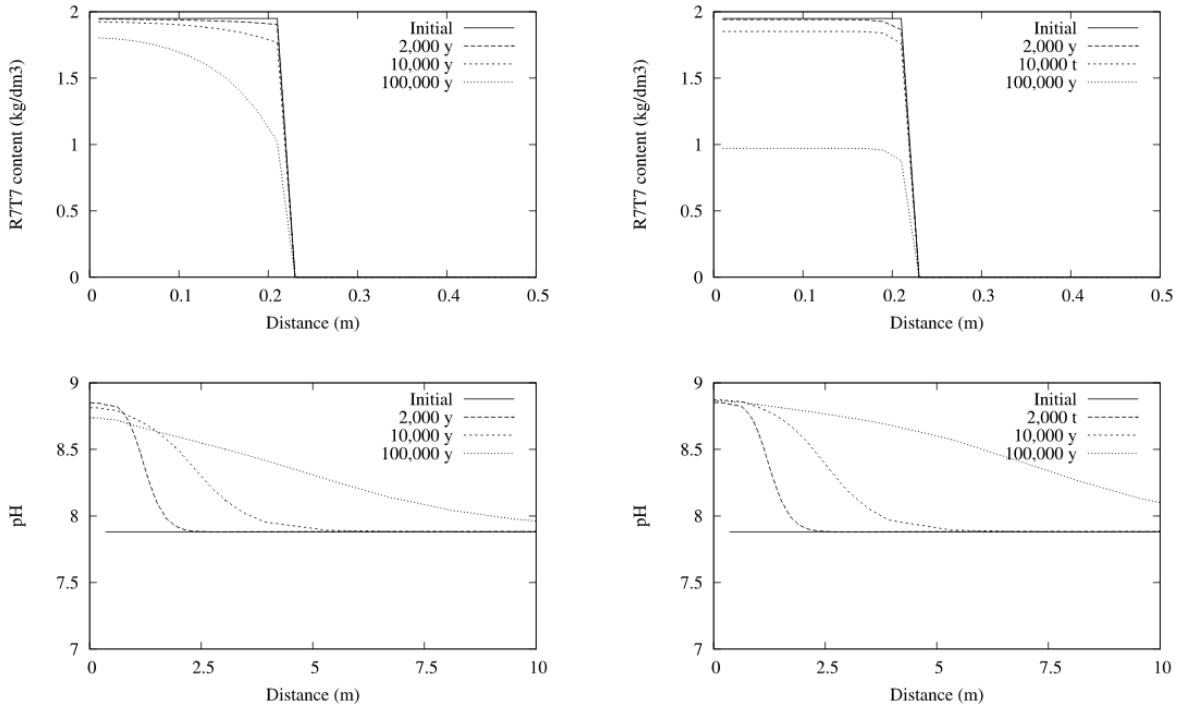 R7T7 content (kg/dm3)
2
1.5
1
0.5
0
0
0.1
0.2
0.3
0.4
0.5
Distance (m)
Initial
2,000 y
10,000 y
100,000 y
R7T7 content (kg/dm3)
2
1.5
1
0.5
0
0
0.1
0.2
0.3
0.4
0.5
Distance (m)
Initial
2,000 y
10,000 t
100,000 y
pH
9
8.5
8
7.5
7
0
2.5
5
7.5
10
Distance (m)
Initial
2,000 y
10,000 y
100,000 y
pH
9
8.5
8
7.5
7
0
2.5
5
7.5
10
Distance (m)
Initial
2,000 t
10,000 y
100,000 y